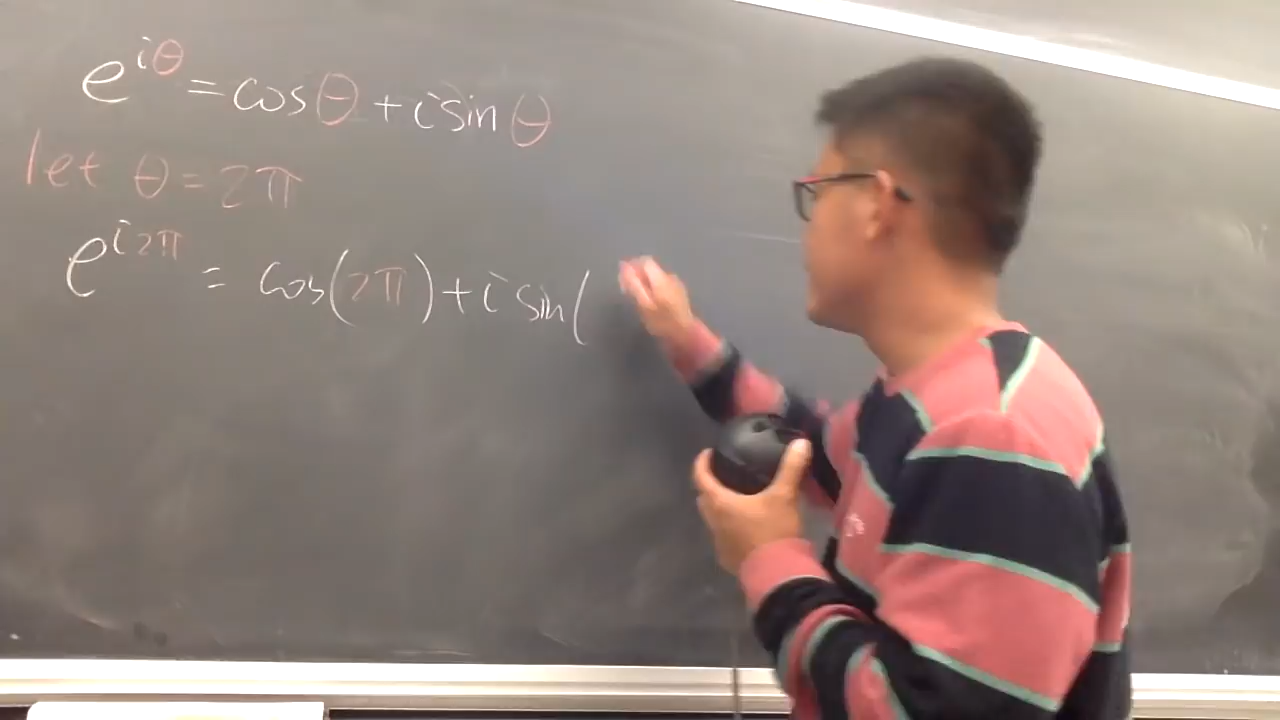 e^{iθ} = cos θ + i sin θ
let θ = 2π
e^{i2π} = cos(2π) + i sin(